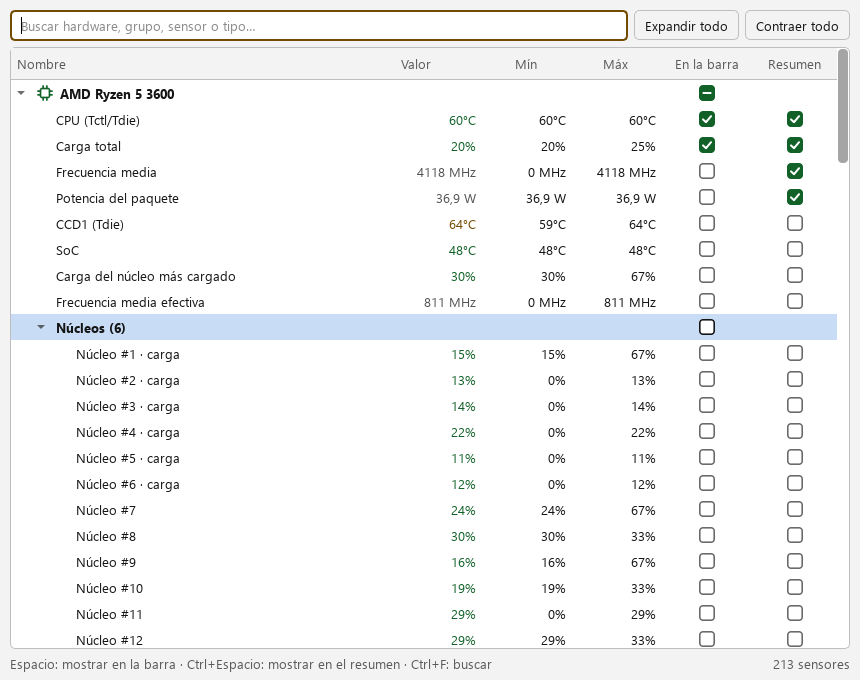 Buscar hardware, grupo, sensor o tipo... Expandir todo Contraer todo
Nombre Valor Mín Máx En la barra Resumen
AMD Ryzen 5 3600
CPU (Tctl/Tdie) 60°C 60°C 60°C
Carga total 20% 20% 25%
Frecuencia media 4118 MHz 0 MHz 4118 MHz
Potencia del paquete 36,9 W 36,9 W 36,9 W
CCD1 (Tdie) 64°C 59°C 64°C
SoC 48°C 48°C 48°C
Carga del núcleo más cargado 30% 30% 67%
Frecuencia media efectiva 811 MHz 0 MHz 811 MHz
Núcleos (6)
Núcleo #1 · carga 15% 15% 67%
Núcleo #2 · carga 13% 0% 13%
Núcleo #3 · carga 14% 0% 14%
Núcleo #4 · carga 22% 0% 22%
Núcleo #5 · carga 11% 0% 11%
Núcleo #6 · carga 12% 0% 12%
Núcleo #7 24% 24% 67%
Núcleo #8 30% 30% 33%
Núcleo #9 16% 16% 67%
Núcleo #10 19% 19% 33%
Núcleo #11 29% 0% 29%
Núcleo #12 29% 29% 33%
Espacio: mostrar en la barra · Ctrl+Espacio: mostrar en el resumen · Ctrl+F: buscar 213 sensores